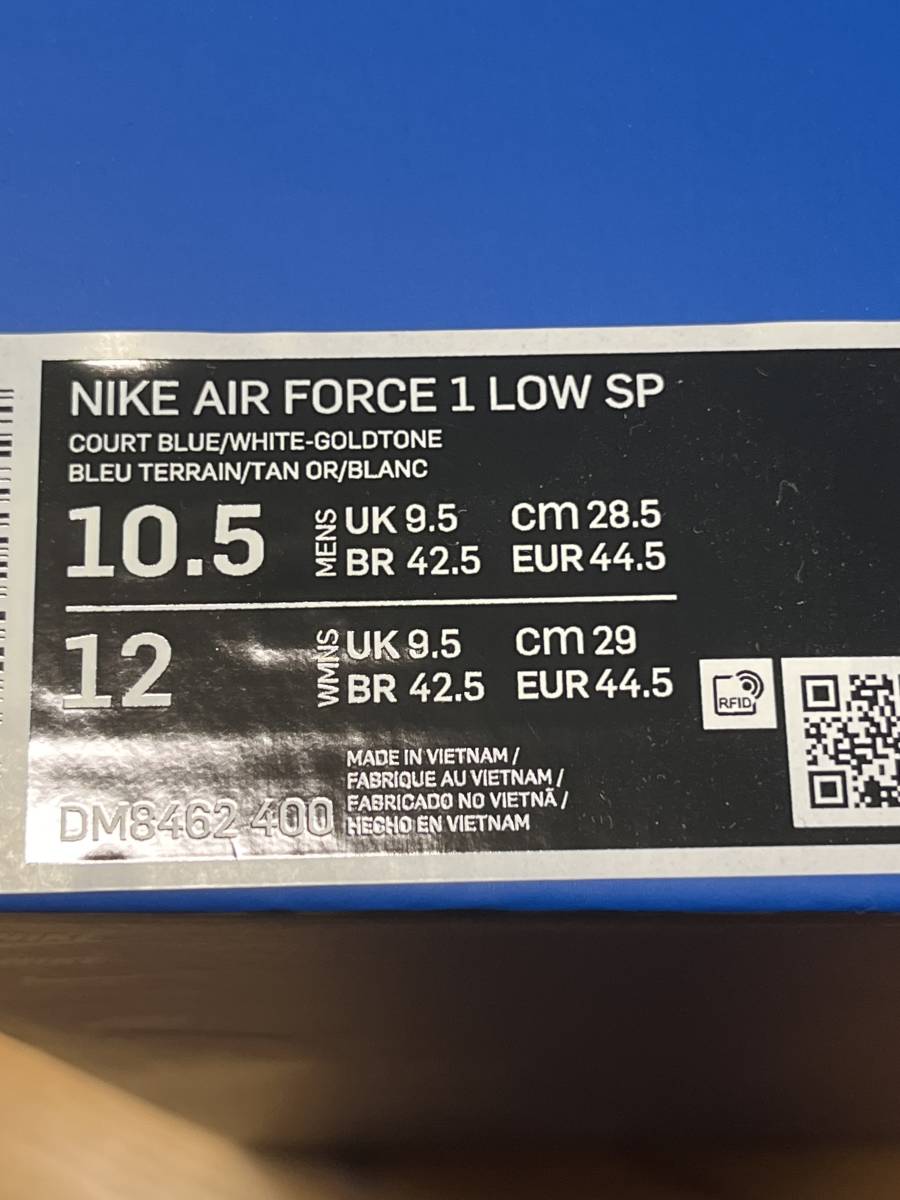 NIKE AIR FORCE 1 LOW SP
COURT BLUE/WHITE-GOLDTONE
BLEU TERRAIN/TAN OR/BLANC
10.5 MENS UK 9.5 cm 28.5
BR 42.5 EUR 44.5
12 WMNS UK 9.5 cm 29
BR 42.5 EUR 44.5
RFID
MADE IN VIETNAM /
FABRIQUE AU VIETNAM /
FABRICADO NO VIETNÃ /
HECHO EN VIETNAM
DM8462 400